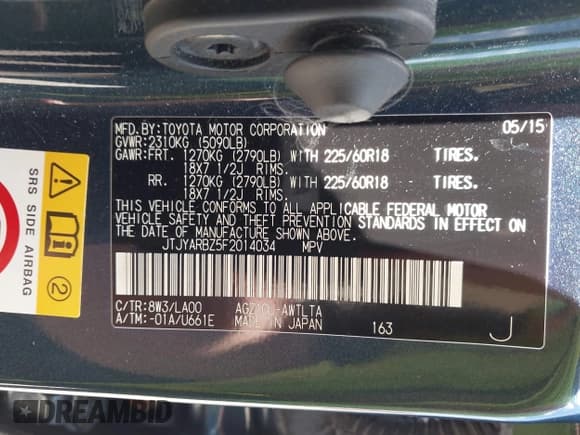 MFD.BY:TOYOTA MOTOR CORPORATION 05/15
GVWR:2310KG (5090LB)
GAWR:FRT. 1270KG (2790LB) WITH 225/60R18 TIRES.
18X7 1/2J RIMS.
RR. 1270KG (2790LB) WITH 225/60R18 TIRES.
18X7 1/2J RIMS.
THIS VEHICLE CONFORMS TO ALL APPLICABLE FEDERAL MOTOR
VEHICLE SAFETY AND THEFT PREVENTION STANDARDS IN EFFECT ON
THE DATE OF MANUFACTURE SHOWN ABOVE.
JTJYARBZ5F2014034 MPV
C/TR:8W3/LA00 -AWTLTA
A/TM:-01A/U661E MADE IN JAPAN 163 J
SRS SIDE AIRBAG
2
DREAMBID